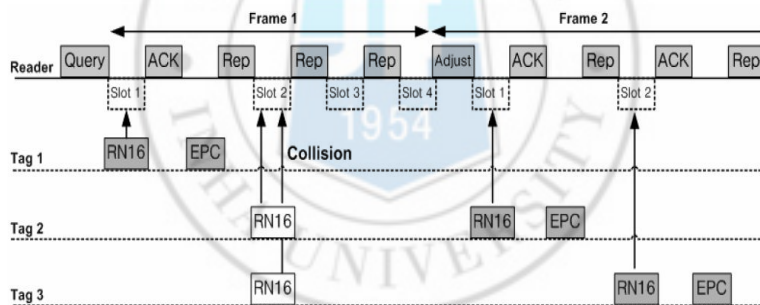 Frame 1 Frame 2
Reader Query ACK Rep Rep Rep Adjust ACK Rep ACK Rep
Slot 1 Slot 2 Slot 3 Slot 4 Slot 1 Slot 2
1954
Tag 1 RN16 EPC Collision
Tag 2 RN16 RN16 EPC
INHA UNIVERSITY
Tag 3 RN16 RN16 EPC